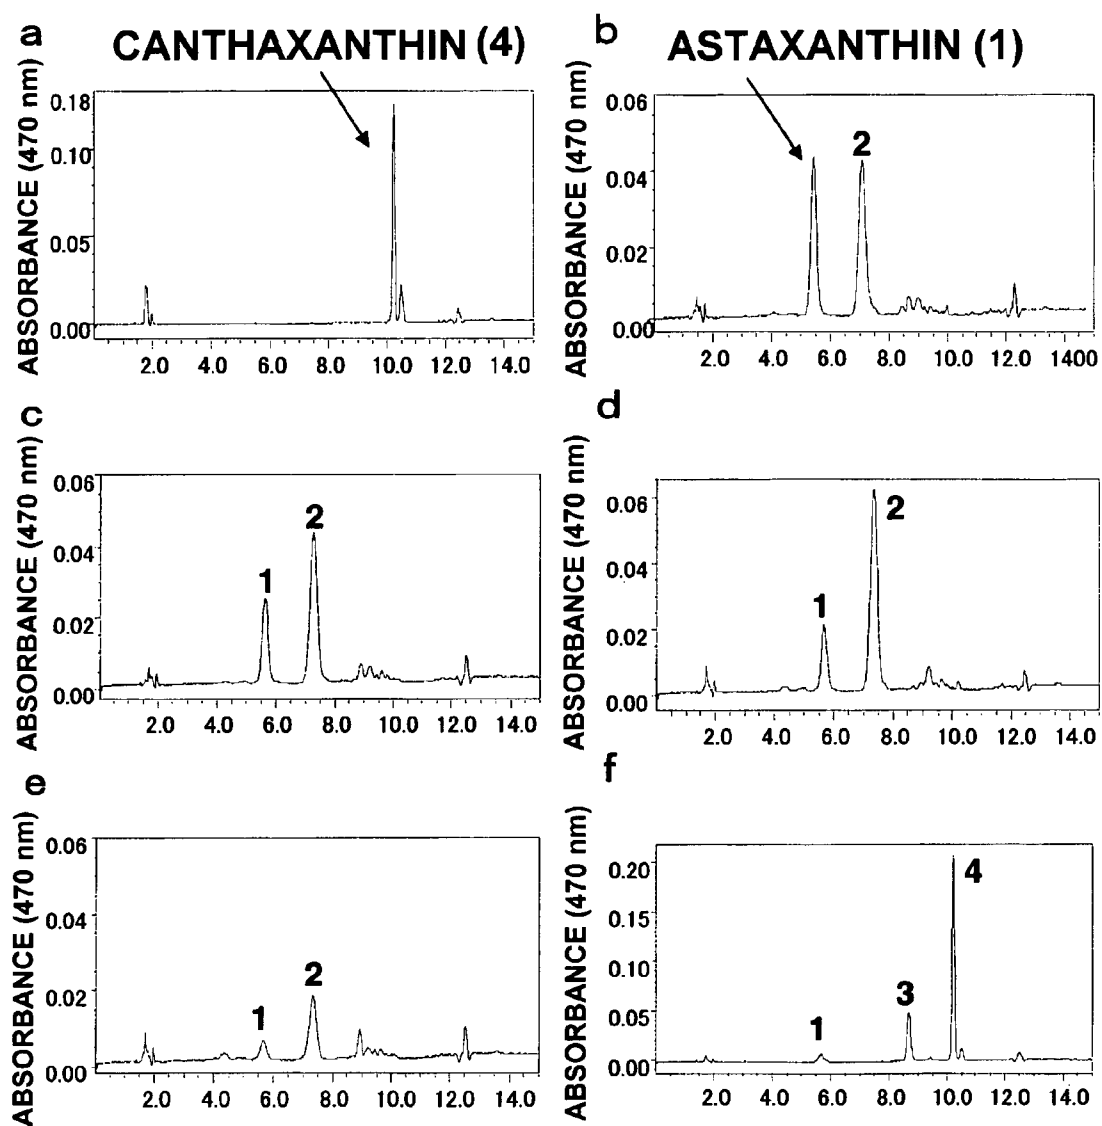 a
CANTHAXANTHIN (4)
ABSORBANCE (470 nm)
0.18
0.10
0.05
0.00
2.0 4.0 6.0 8.0 10.0 12.0 14.0
b
ASTAXANTHIN (1)
ABSORBANCE (470 nm)
0.06
0.04
0.02
0.00
2
2.0 4.0 6.0 8.0 10.0 12.0 1400
c
ABSORBANCE (470 nm)
0.06
0.04
0.02
0.00
1
2
2.0 4.0 6.0 8.0 10.0 12.0 14.0
d
ABSORBANCE (470 nm)
0.06
0.04
0.02
0.00
1
2
2.0 4.0 6.0 8.0 10.0 12.0 14.0
e
ABSORBANCE (470 nm)
0.06
0.04
0.02
0.00
1
2
2.0 4.0 6.0 8.0 10.0 12.0 14.0
f
ABSORBANCE (470 nm)
0.20
0.15
0.10
0.05
0.00
1
3
4
2.0 4.0 6.0 8.0 10.0 12.0 14.0